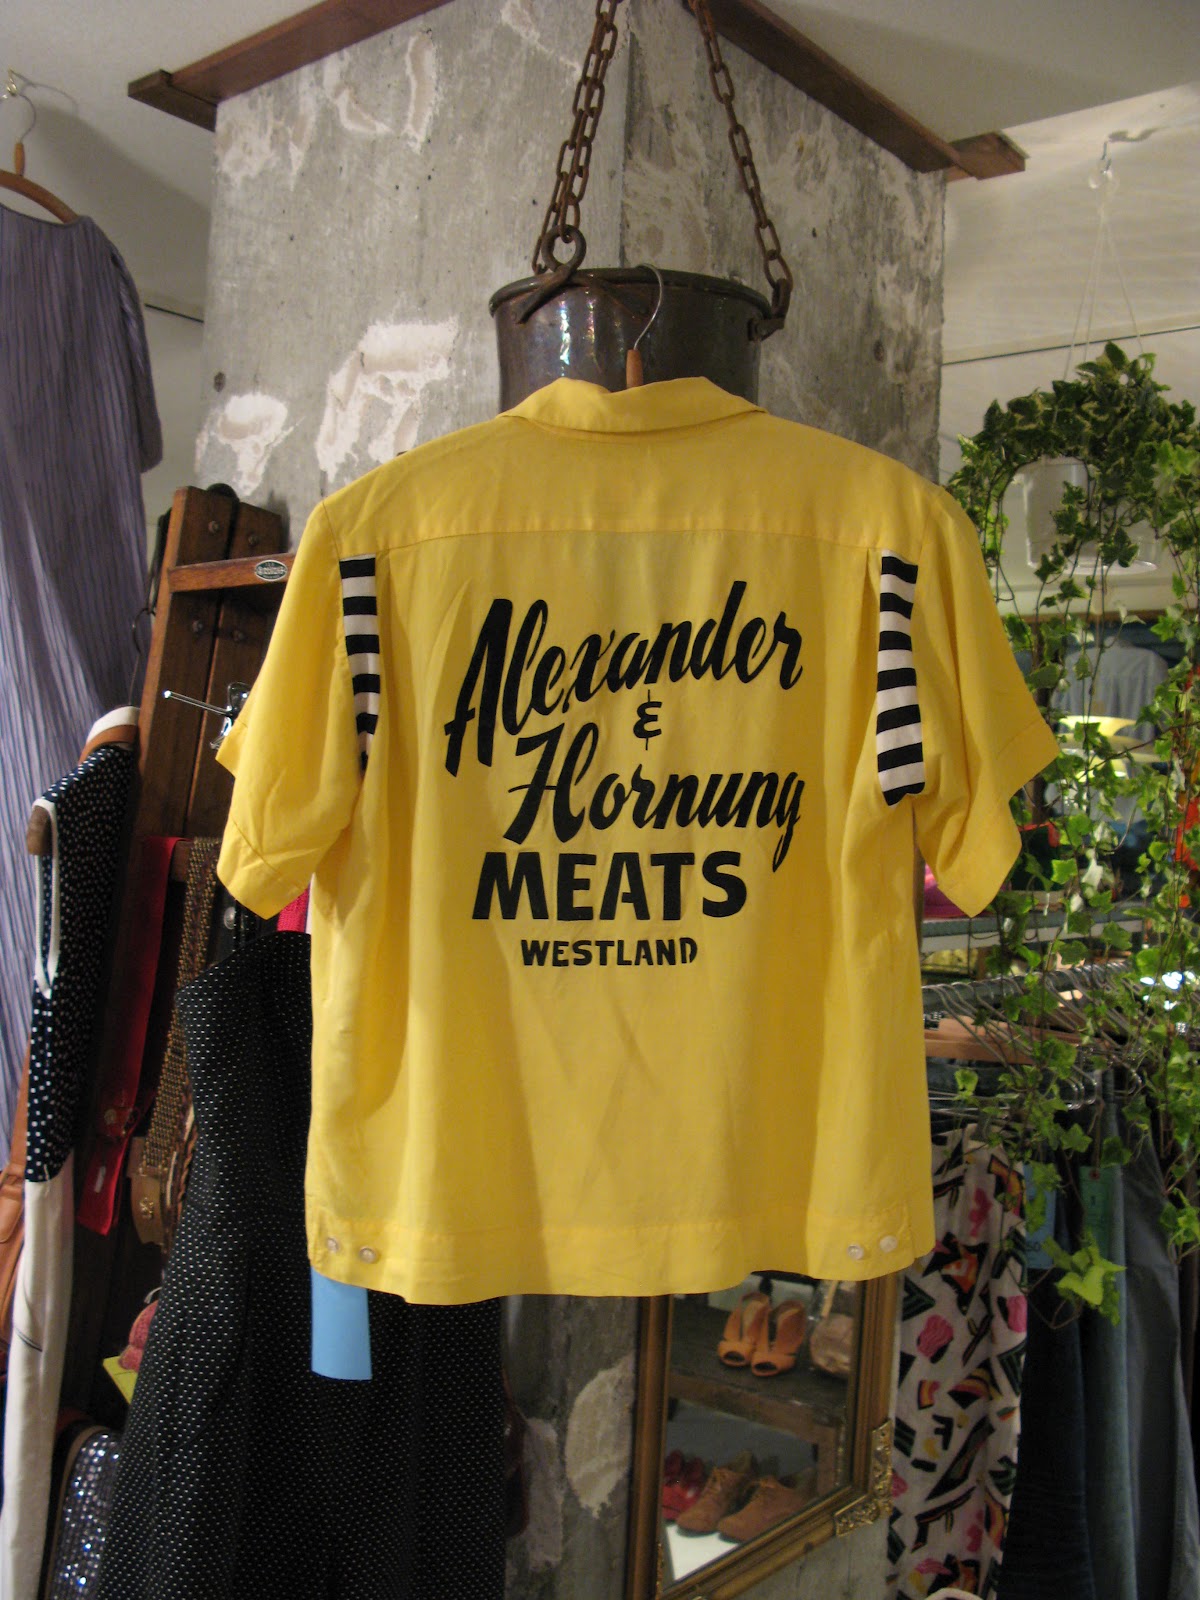 Alexander
&
Hornung
MEATS
WESTLAND